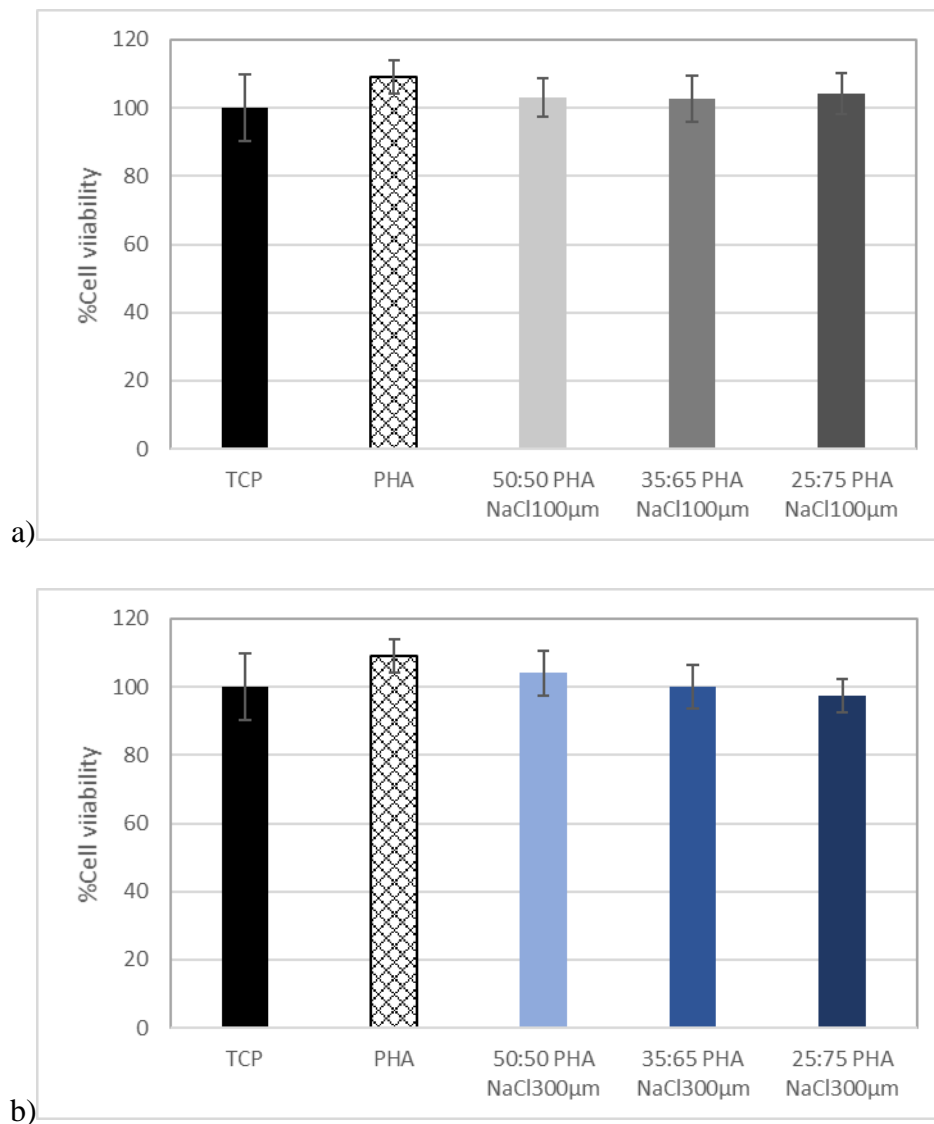 120
100
80
60
40
20
0
%Cell viiability
TCP
PHA
50:50 PHA
NaCl100µm
35:65 PHA
NaCl100µm
25:75 PHA
NaCl100µm
a)
120
100
80
60
40
20
0
%Cell viiability
TCP
PHA
50:50 PHA
NaCl300µm
35:65 PHA
NaCl300µm
25:75 PHA
NaCl300µm
b)